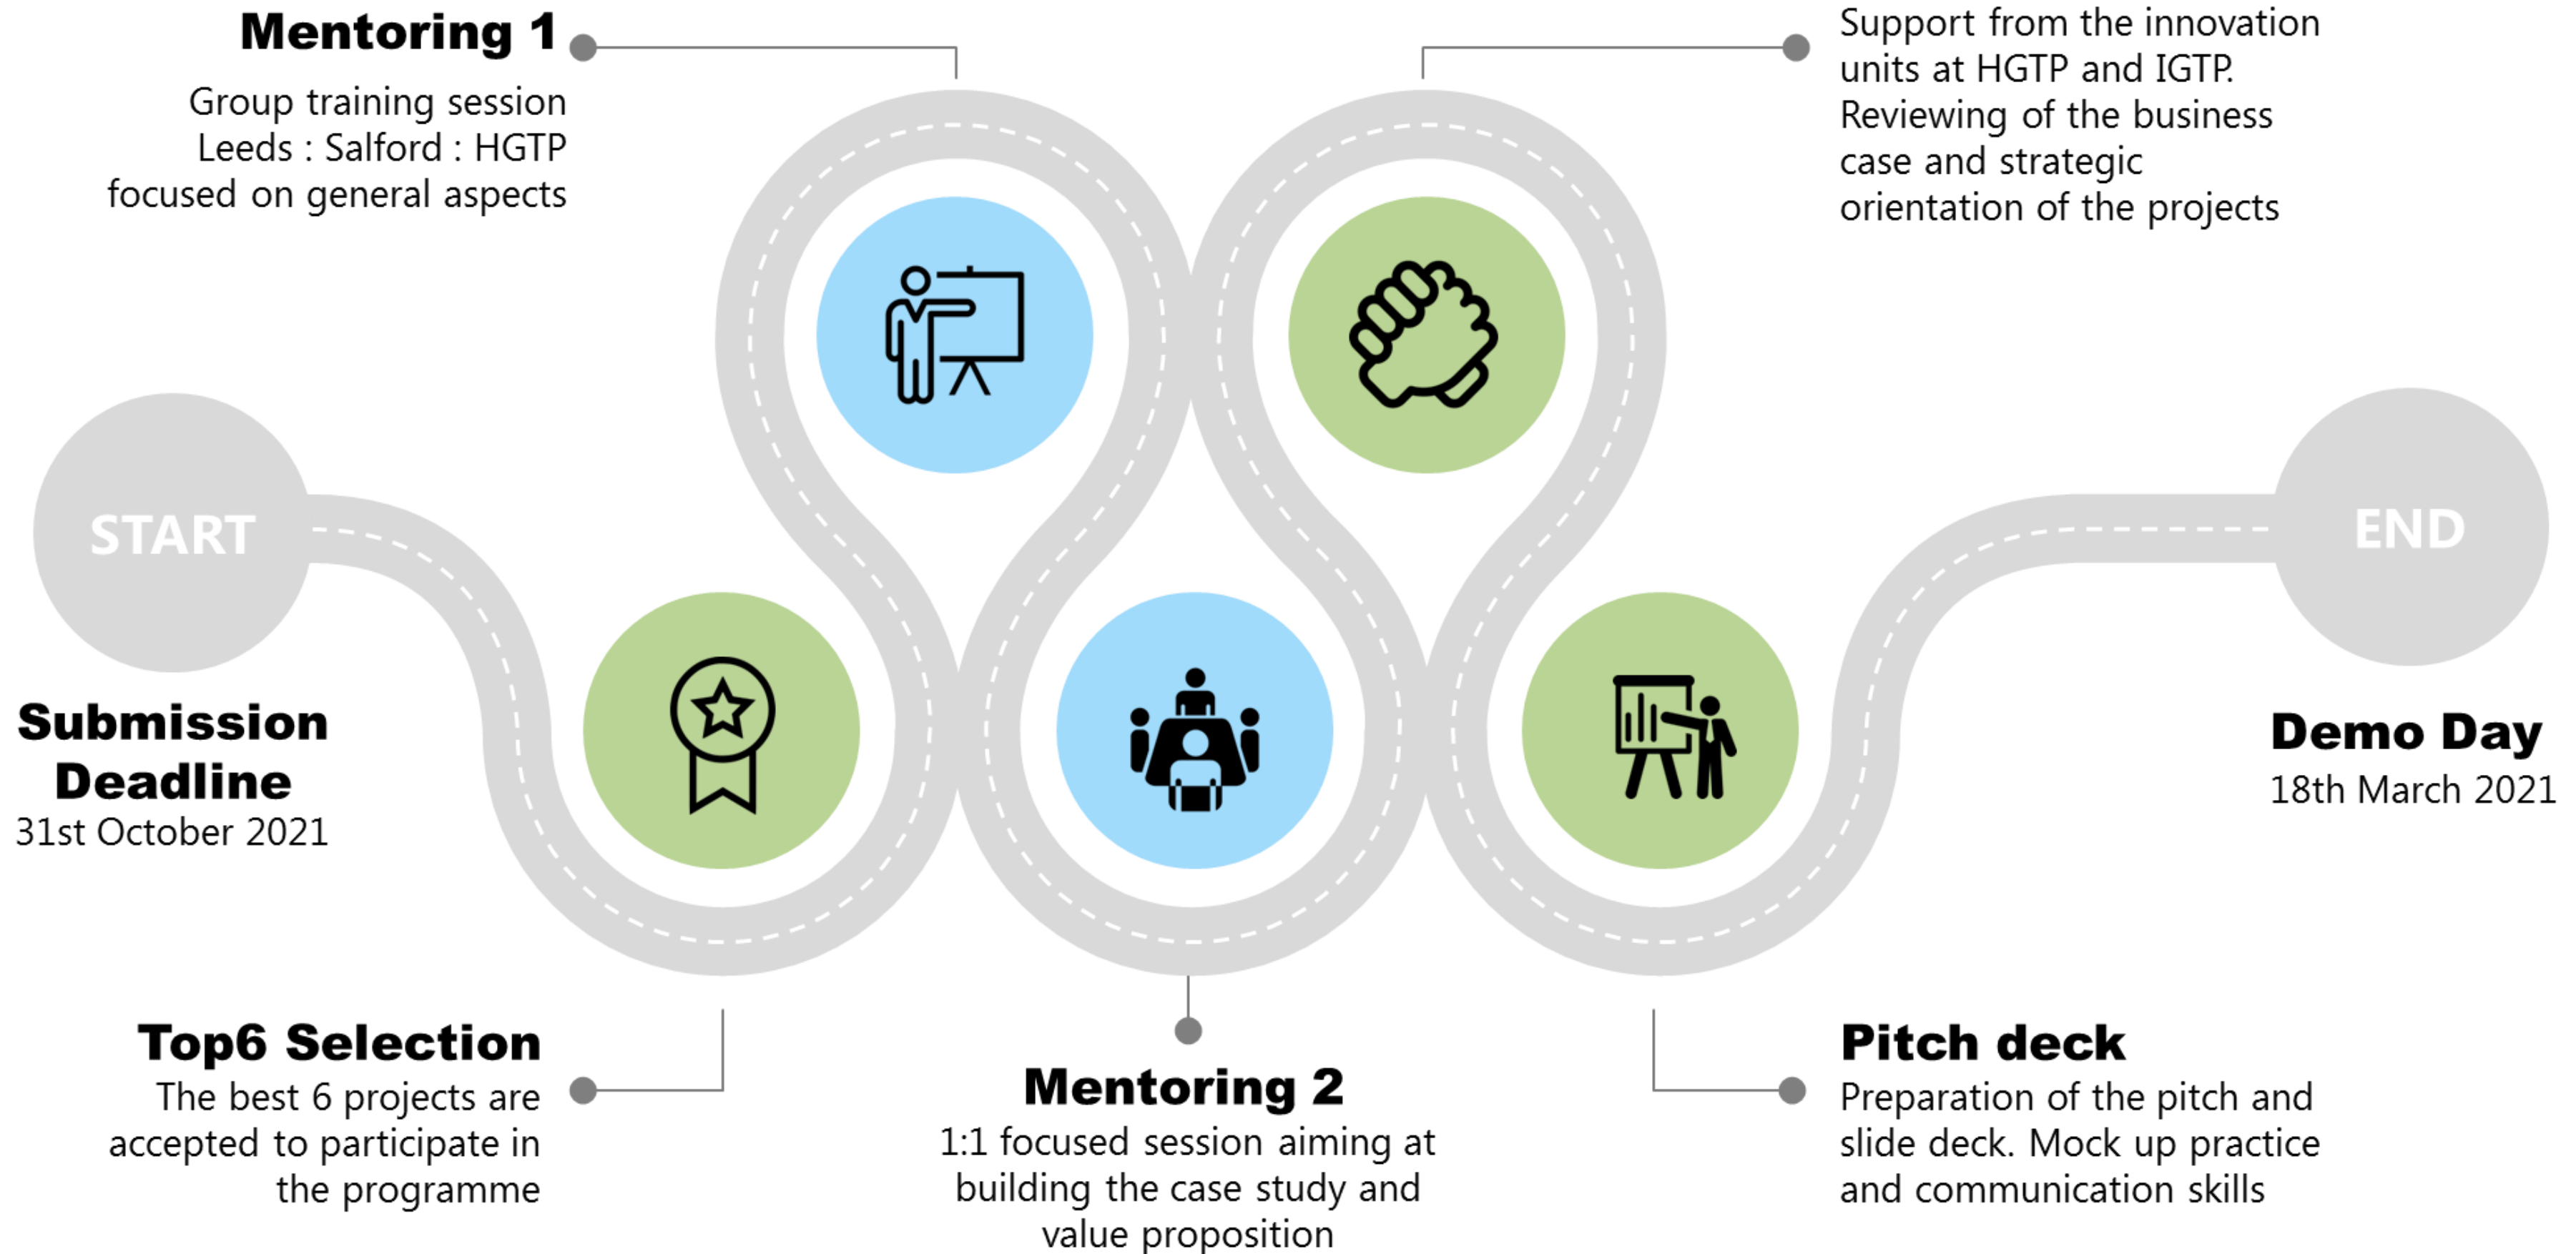 Mentoring 1
Group training session
Leeds : Salford : HGTP
focused on general aspects
Support from the innovation
units at HGTP and IGTP.
Reviewing of the business
case and strategic
orientation of the projects
START
Submission
Deadline
31st October 2021
END
Demo Day
18th March 2021
Top6 Selection
The best 6 projects are
accepted to participate in
the programme
Mentoring 2
1:1 focused session aiming at
building the case study and
value proposition
Pitch deck
Preparation of the pitch and
slide deck. Mock up practice
and communication skills